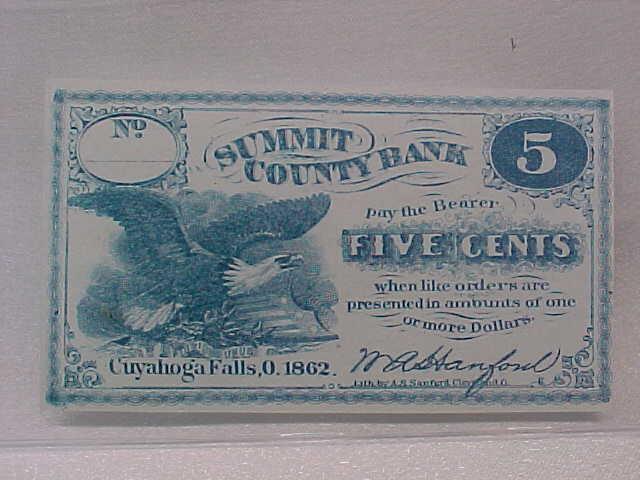 No.
SUMMIT
COUNTY BANK
5
Pay the Bearer
FIVE CENTS
when like orders are
presented in amounts of one
or more Dollars.
Cuyahoga Falls, O. 1862.
W A Hanford
Lith. by A. S. Sanford, Cleveland, O.